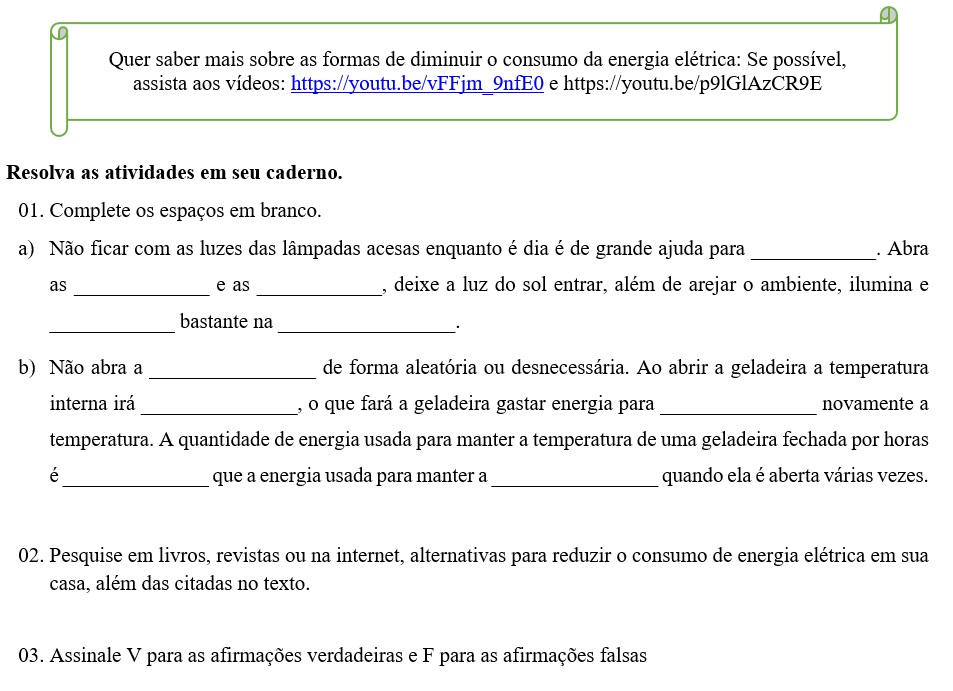 Quer saber mais sobre as formas de diminuir o consumo da energia elétrica: Se possível,
assista aos vídeos: https://youtu.be/vFFjm_9nfE0 e https://youtu.be/p9lGlAzCR9E
Resolva as atividades em seu caderno.
01. Complete os espaços em branco.
a) Não ficar com as luzes das lâmpadas acesas enquanto é dia é de grande ajuda para ____________. Abra
as _____________ e as ____________, deixe a luz do sol entrar, além de arejar o ambiente, ilumina e
____________ bastante na _________________.
b) Não abra a ________________ de forma aleatória ou desnecessária. Ao abrir a geladeira a temperatura
interna irá _______________, o que fará a geladeira gastar energia para _______________ novamente a
temperatura. A quantidade de energia usada para manter a temperatura de uma geladeira fechada por horas
é ______________ que a energia usada para manter a ________________ quando ela é aberta várias vezes.
02. Pesquise em livros, revistas ou na internet, alternativas para reduzir o consumo de energia elétrica em sua
casa, além das citadas no texto.
03. Assinale V para as afirmações verdadeiras e F para as afirmações falsas